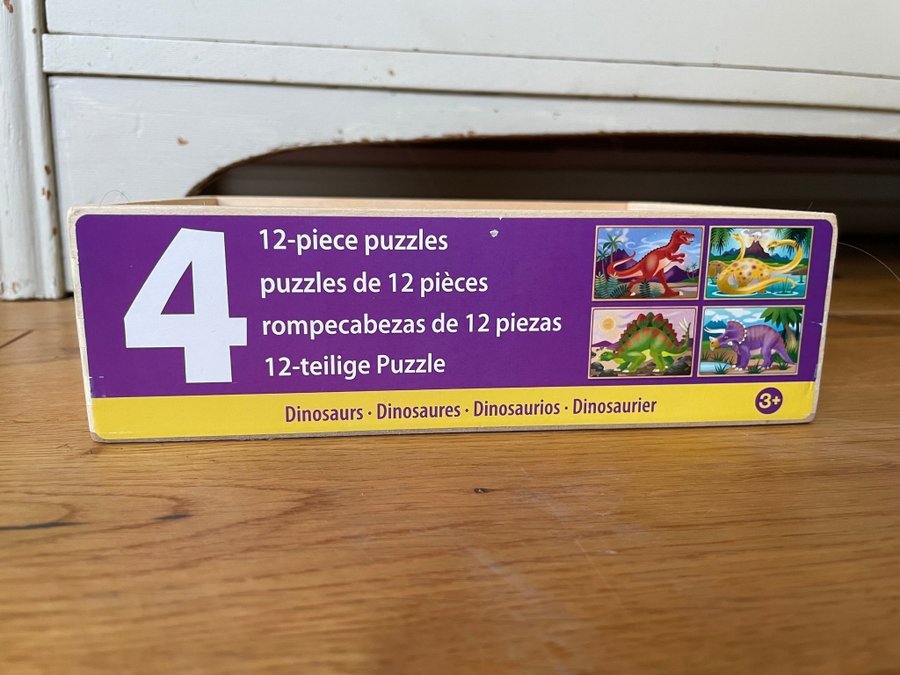 4
12-piece puzzles
puzzles de 12 pièces
rompecabezas de 12 piezas
12-teilige Puzzle
Dinosaurs · Dinosaures · Dinosaurios · Dinosaurier
3+